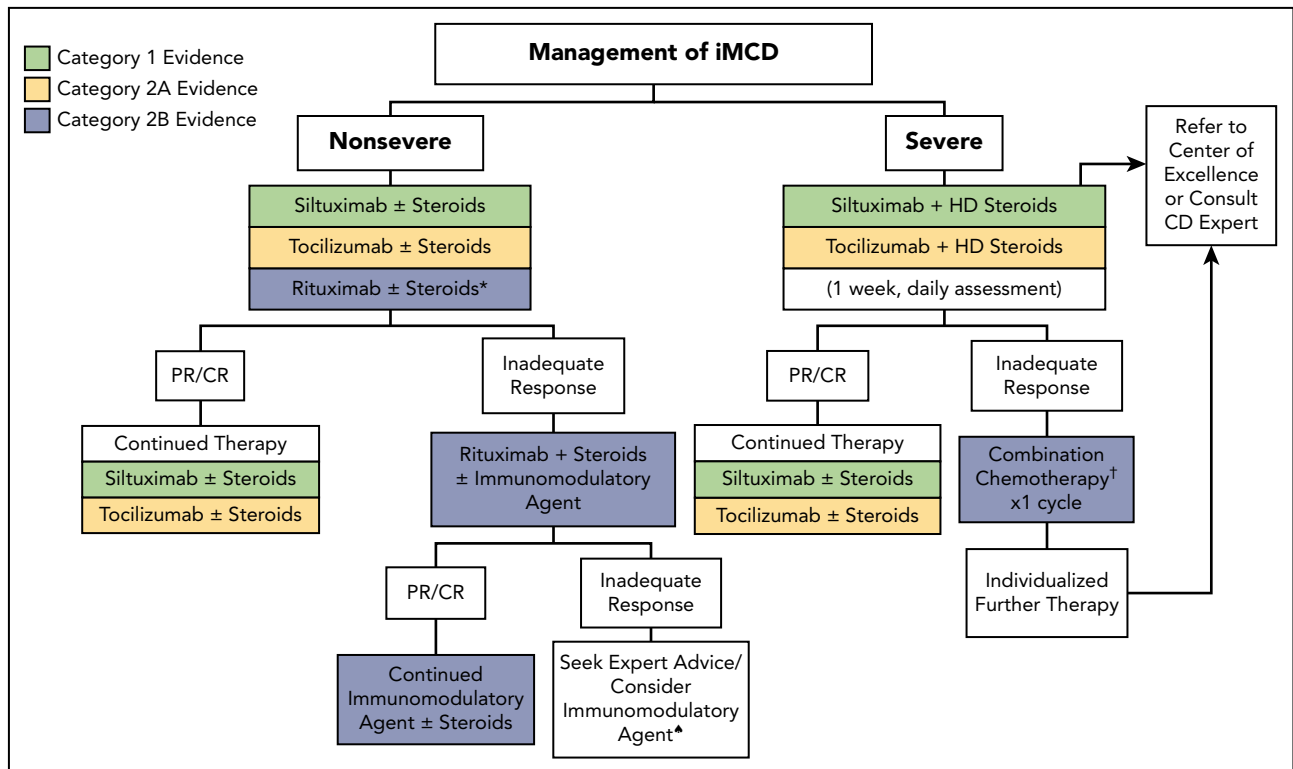 Category 1 Evidence
Category 2A Evidence
Category 2B Evidence
Management of iMCD
Nonsevere
Severe
Refer to
Center of
Excellence
or Consult
CD Expert
Siltuximab ± Steroids
Tocilizumab ± Steroids
Rituximab ± Steroids*
Siltuximab + HD Steroids
Tocilizumab + HD Steroids
(1 week, daily assessment)
PR/CR
Inadequate
Response
PR/CR
Inadequate
Response
Continued Therapy
Siltuximab ± Steroids
Tocilizumab ± Steroids
Rituximab + Steroids
± Immunomodulatory
Agent
Continued Therapy
Siltuximab ± Steroids
Tocilizumab ± Steroids
Combination
Chemotherapy†
x1 cycle
PR/CR
Inadequate
Response
Individualized
Further Therapy
Continued
Immunomodulatory
Agent ± Steroids
Seek Expert Advice/
Consider
Immunomodulatory
Agent♠